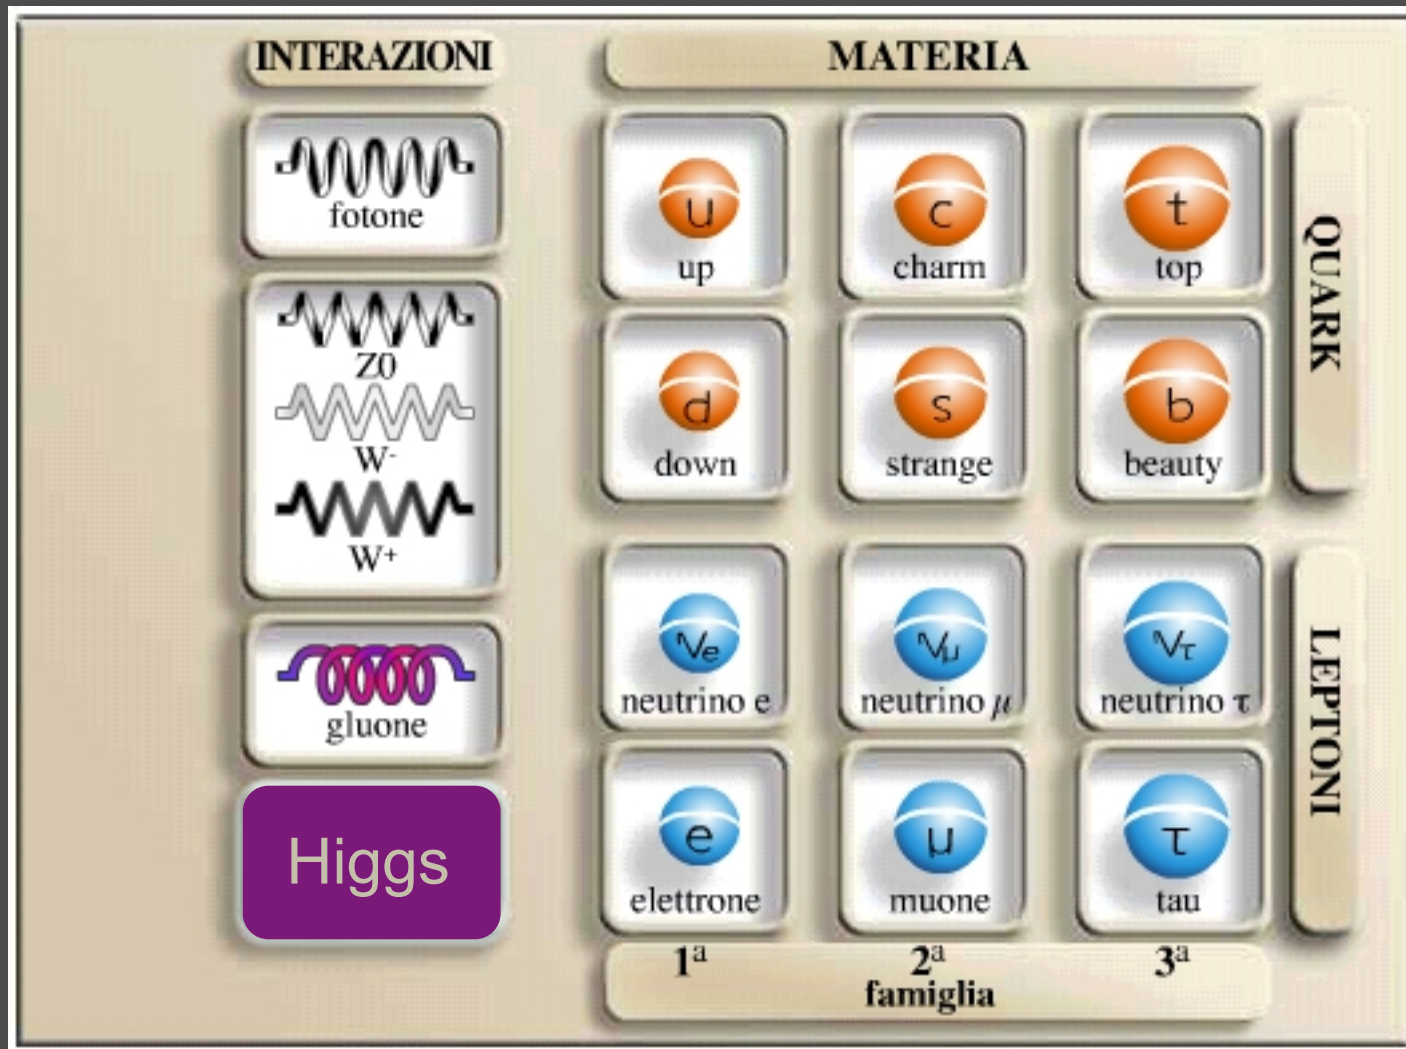 INTERAZIONI
fotone
Z0
W-
W+
gluone
Higgs
MATERIA
u
up
c
charm
t
top
d
down
s
strange
b
beauty
QUARK
νe
neutrino e
νμ
neutrino μ
ντ
neutrino τ
e
elettrone
μ
muone
τ
tau
LEPTONI
1ª 2ª 3ª
famiglia